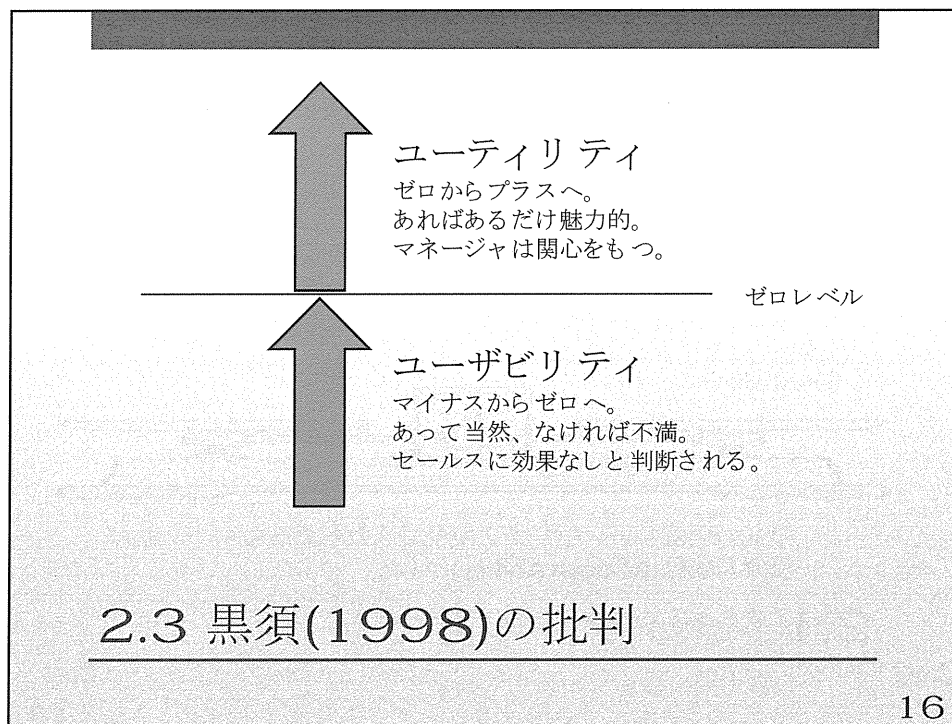 ユーティリティ
ゼロからプラスへ。
あればあるだけ魅力的。
マネージャは関心をもつ。
ゼロレベル
ユーザビリティ
マイナスからゼロへ。
あって当然、なければ不満。
セールスに効果なしと判断される。
2.3 黒須(1998)の批判
16